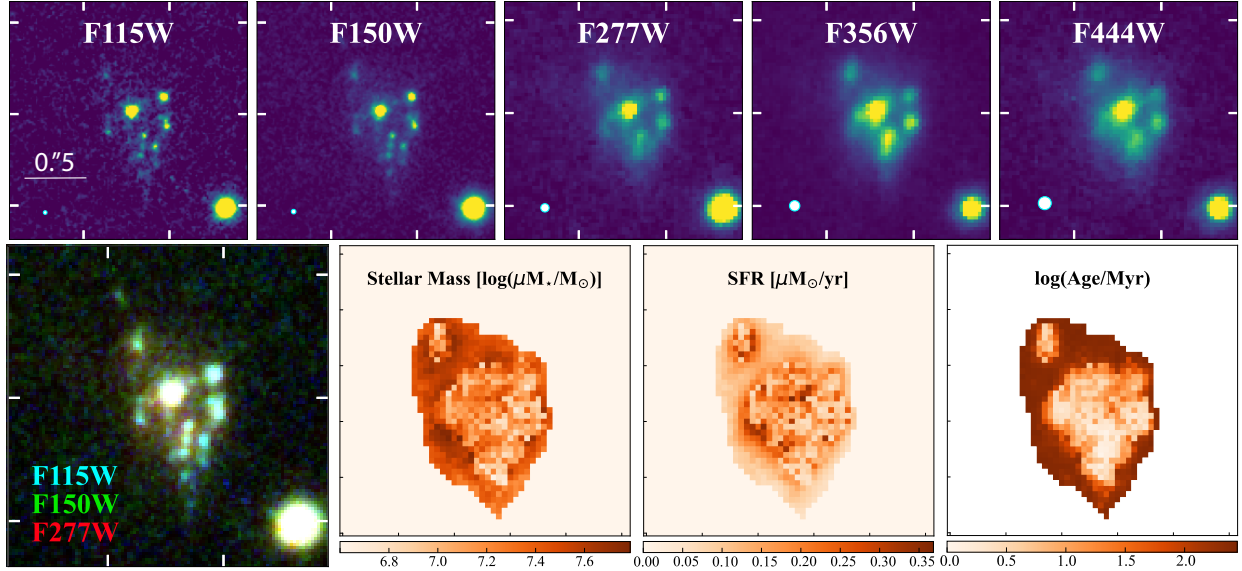 F115W
F150W
F277W
F356W
F444W
0."5
F115W
F150W
F277W
Stellar Mass [log(μM⋆/M⊙)]
SFR [μM⊙/yr]
log(Age/Myr)
6.8 7.0 7.2 7.4 7.6
0.00 0.05 0.10 0.15 0.20 0.25 0.30 0.35
0.0 0.5 1.0 1.5 2.0